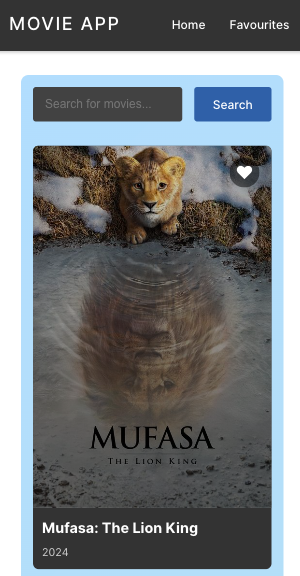 MOVIE APP
Home Favourites
Search for movies...
Search
MUFASA
THE LION KING
Mufasa: The Lion King
2024